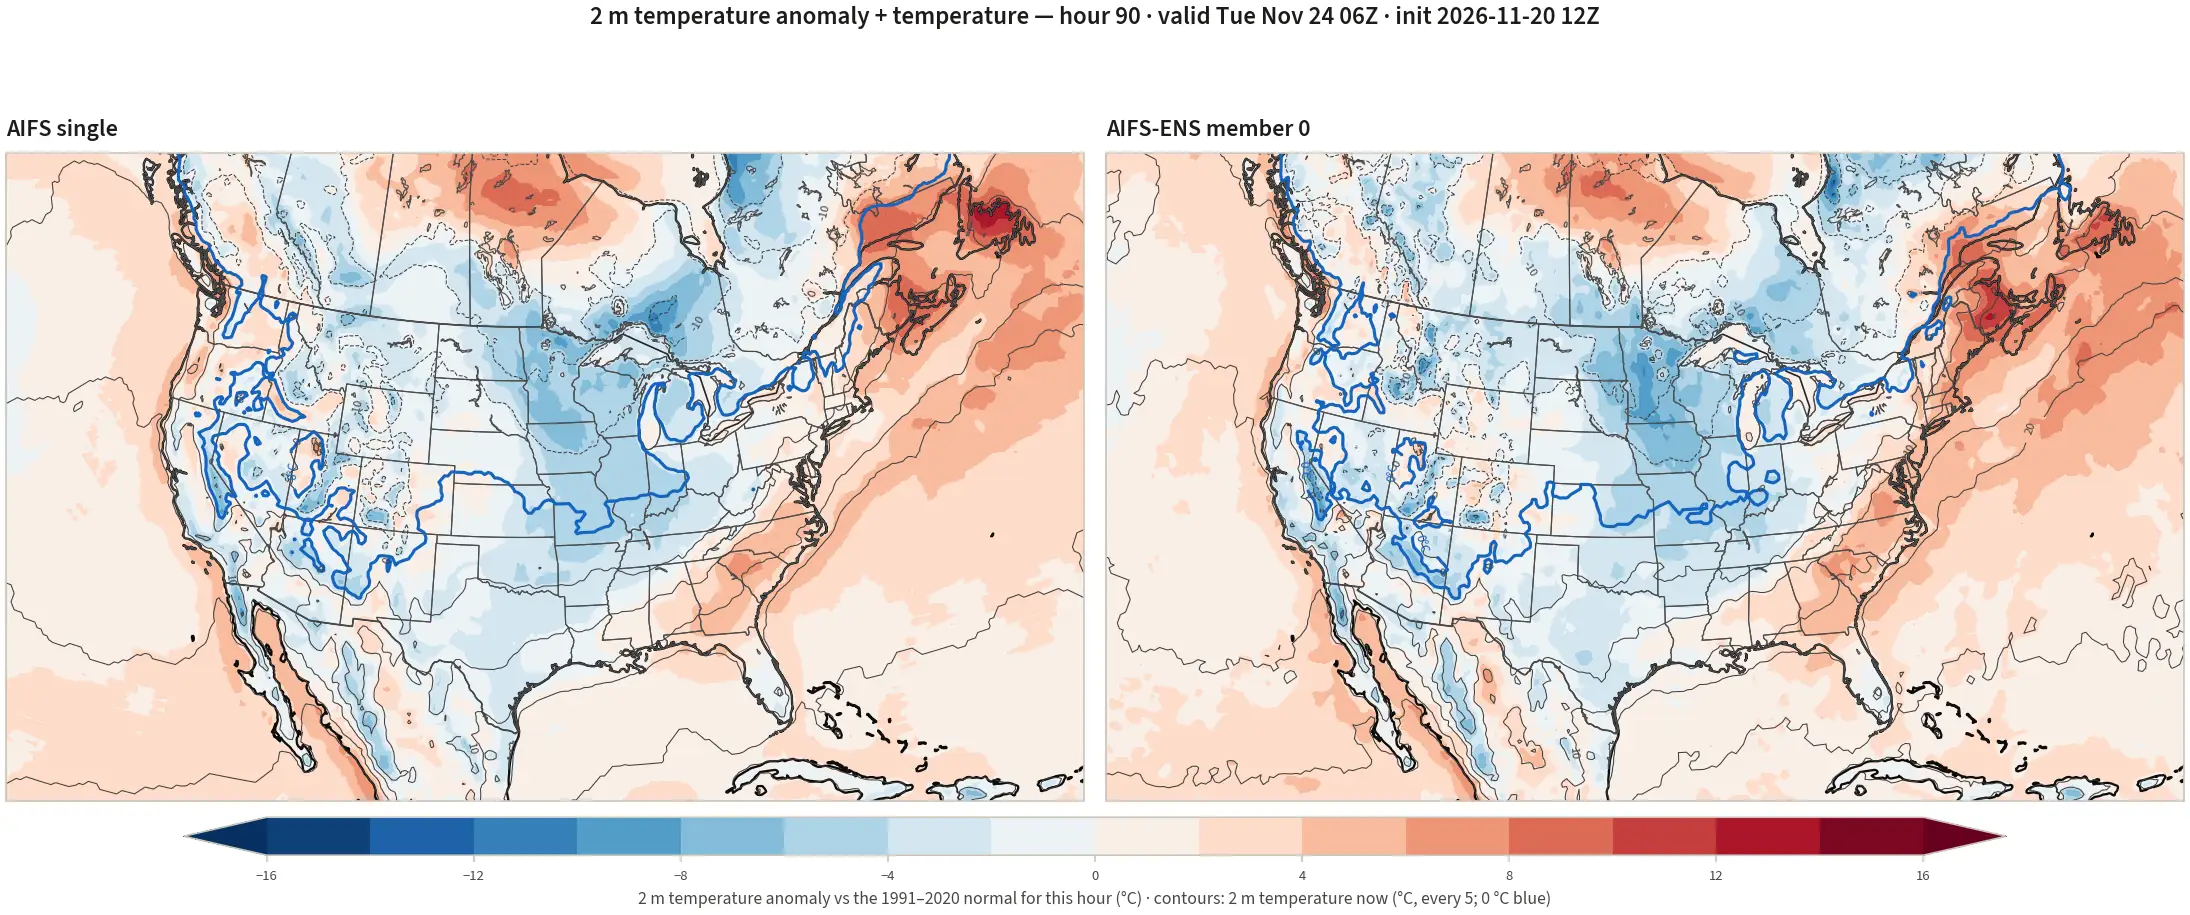 2 m temperature anomaly + temperature — hour 90 · valid Tue Nov 24 06Z · init 2026-11-20 12Z
AIFS single
AIFS-ENS member 0
−16 −12 −8 −4 0 4 8 12 16
2 m temperature anomaly vs the 1991–2020 normal for this hour (°C) · contours: 2 m temperature now (°C, every 5; 0 °C blue)